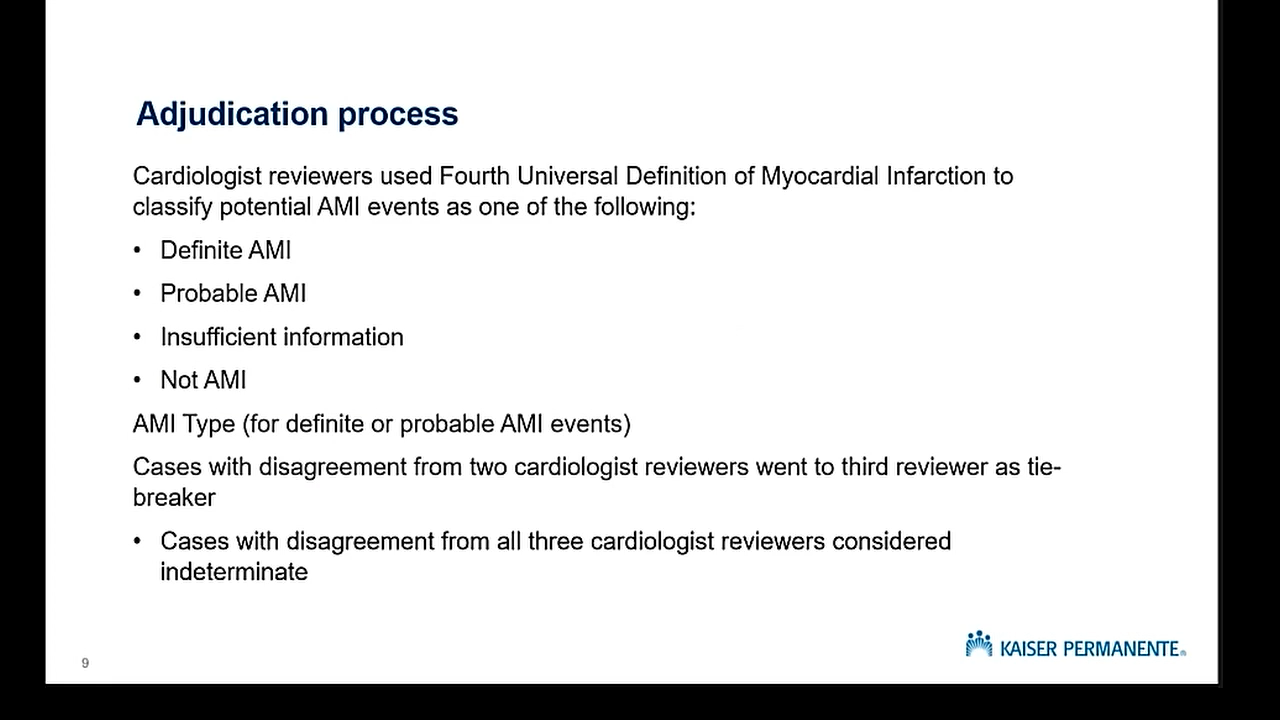 Adjudication process
Cardiologist reviewers used Fourth Universal Definition of Myocardial Infarction to
classify potential AMI events as one of the following:
• Definite AMI
• Probable AMI
• Insufficient information
• Not AMI
AMI Type (for definite or probable AMI events)
Cases with disagreement from two cardiologist reviewers went to third reviewer as tie-
breaker
• Cases with disagreement from all three cardiologist reviewers considered
indeterminate
9
KAISER PERMANENTE®